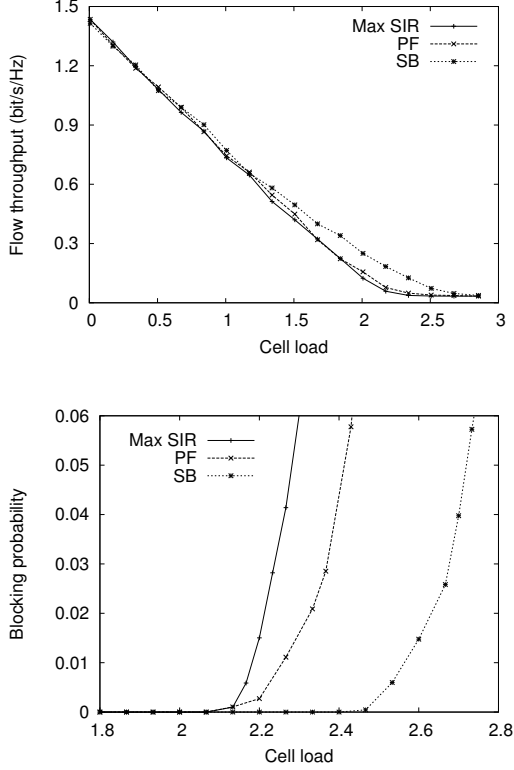 1.5
1.2
0.9
0.6
0.3
0
Flow throughput (bit/s/Hz)
Max SIR
PF
SB
0 0.5 1 1.5 2 2.5 3
Cell load
0.06
0.05
0.04
0.03
0.02
0.01
0
Blocking probability
Max SIR
PF
SB
1.8 2 2.2 2.4 2.6 2.8
Cell load